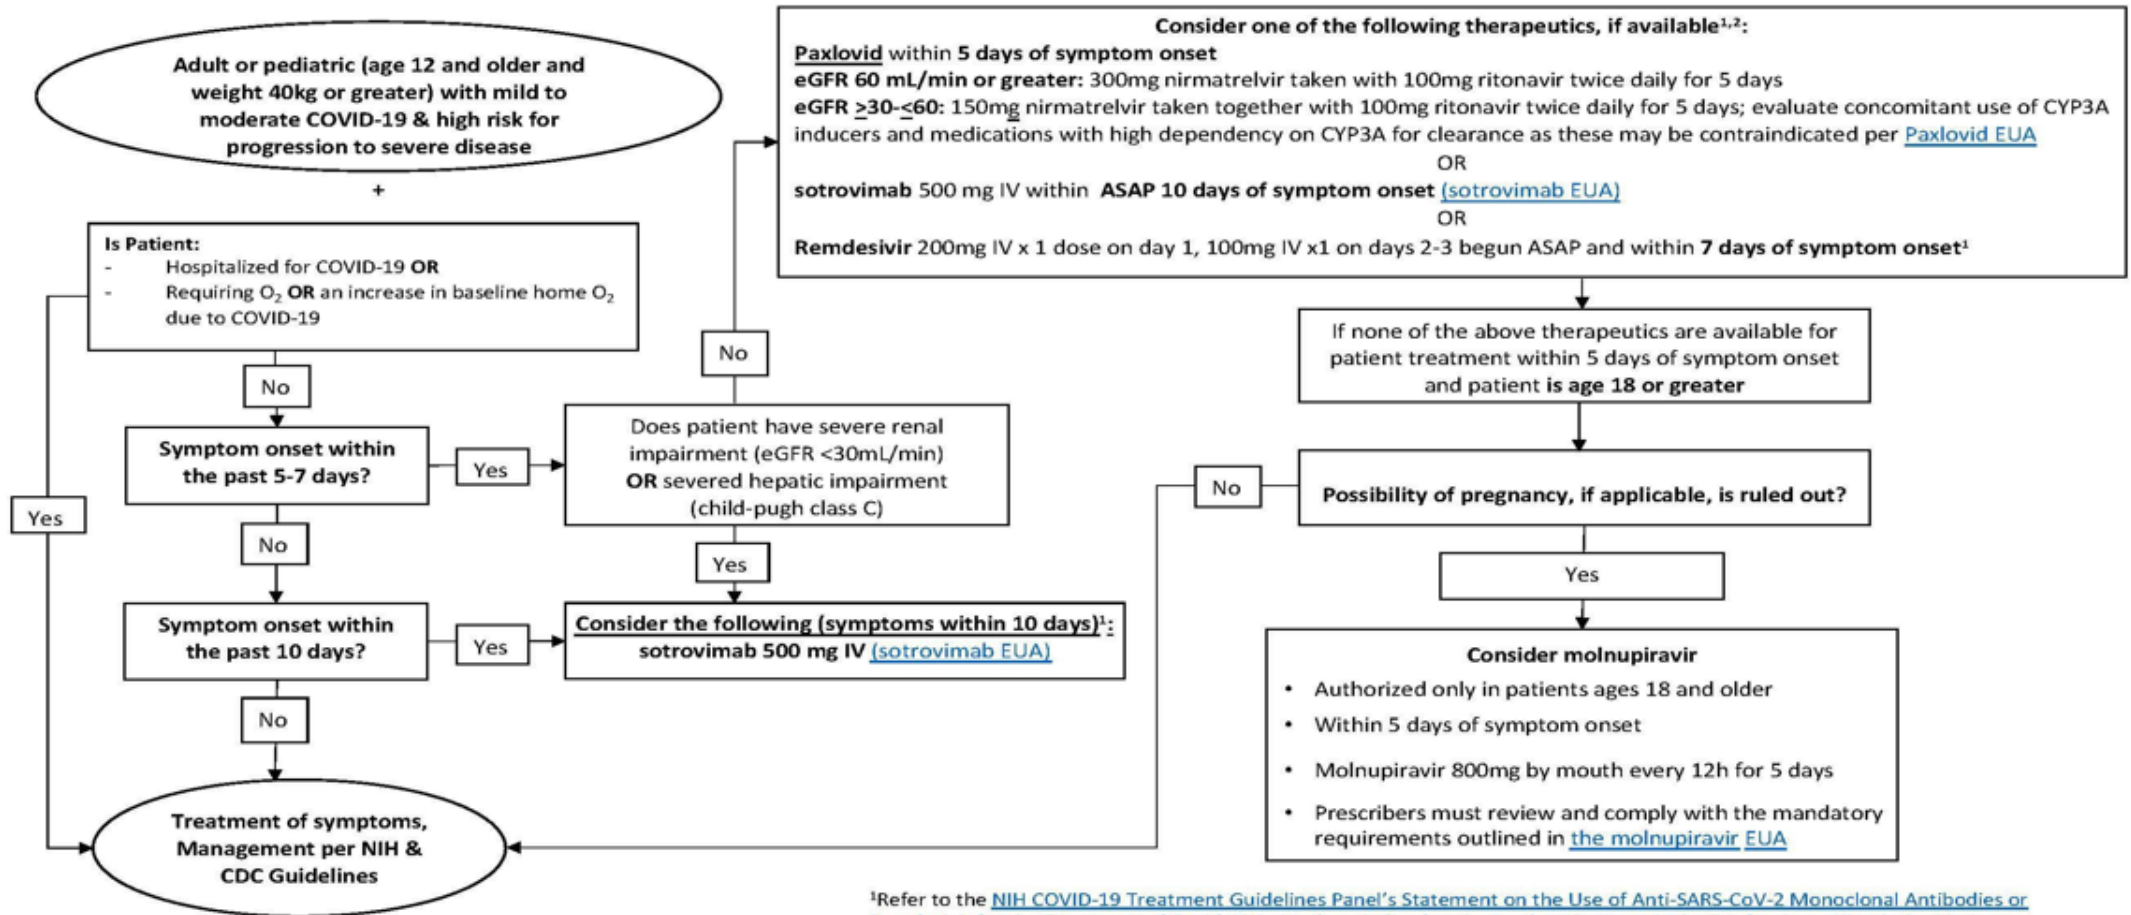 Adult or pediatric (age 12 and older and
weight 40kg or greater) with mild to
moderate COVID-19 & high risk for
progression to severe disease
+
Is Patient:
- Hospitalized for COVID-19 OR
- Requiring O₂ OR an increase in baseline home O₂
due to COVID-19
Yes
No
Symptom onset within
the past 5-7 days?
Yes
No
Symptom onset within
the past 10 days?
Yes
No
Treatment of symptoms,
Management per NIH &
CDC Guidelines
Does patient have severe renal
impairment (eGFR <30mL/min)
OR severed hepatic impairment
(child-pugh class C)
No
Yes
Consider the following (symptoms within 10 days)¹:
sotrovimab 500 mg IV (sotrovimab EUA)
Consider one of the following therapeutics, if available¹,²:
Paxlovid within 5 days of symptom onset
eGFR 60 mL/min or greater: 300mg nirmatrelvir taken with 100mg ritonavir twice daily for 5 days
eGFR ≥30-≤60: 150mg nirmatrelvir taken together with 100mg ritonavir twice daily for 5 days; evaluate concomitant use of CYP3A
inducers and medications with high dependency on CYP3A for clearance as these may be contraindicated per Paxlovid EUA
OR
sotrovimab 500 mg IV within ASAP 10 days of symptom onset (sotrovimab EUA)
OR
Remdesivir 200mg IV x 1 dose on day 1, 100mg IV x1 on days 2-3 begun ASAP and within 7 days of symptom onset¹
If none of the above therapeutics are available for
patient treatment within 5 days of symptom onset
and patient is age 18 or greater
Possibility of pregnancy, if applicable, is ruled out?
No
Yes
Consider molnupiravir
• Authorized only in patients ages 18 and older
• Within 5 days of symptom onset
• Molnupiravir 800mg by mouth every 12h for 5 days
• Prescribers must review and comply with the mandatory
requirements outlined in the molnupiravir EUA
¹Refer to the NIH COVID-19 Treatment Guidelines Panel's Statement on the Use of Anti-SARS-CoV-2 Monoclonal Antibodies or